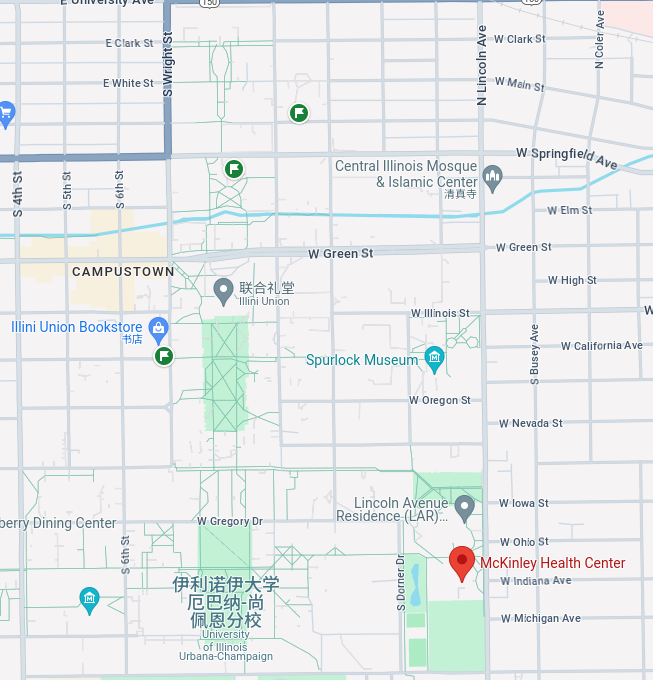 E University Ave
150
150
E Clark St
S Wright St
N Lincoln Ave
W Clark St
N Coler Ave
E White St
W Main St
W Springfield Ave
Central Illinois Mosque
& Islamic Center
清真寺
S 4th St
S 5th St
S 6th St
W Elm St
W Green St
W Green St
CAMPUSTOWN
W High St
联合礼堂
Illini Union
W Illinois St
W
Illini Union Bookstore
书店
S Busey Ave
W California Ave
Spurlock Museum
W Oregon St
W Nevada St
Lincoln Avenue
Residence (LAR)...
W Iowa St
berry Dining Center
W Gregory Dr
S 6th St
W Ohio St
McKinley Health Center
S Dorner Dr
W Indiana Ave
伊利诺伊大学
厄巴纳-尚
佩恩分校
University
of Illinois
Urbana-Champaign
W Michigan Ave